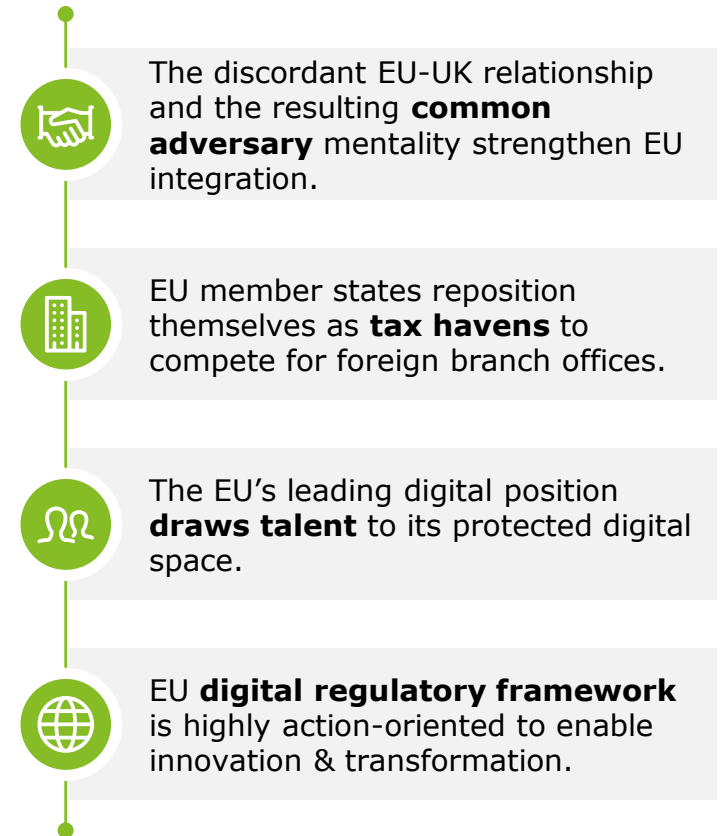 The discordant EU-UK relationship
and the resulting common
adversary mentality strengthen EU
integration.
EU member states reposition
themselves as tax havens to
compete for foreign branch offices.
The EU’s leading digital position
draws talent to its protected digital
space.
EU digital regulatory framework
is highly action-oriented to enable
innovation & transformation.